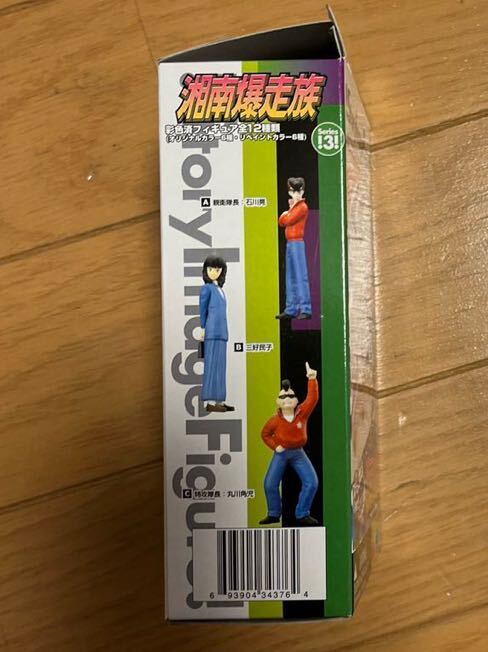 湘南爆走族
彩色済フィギュア全12種類
(オリジナルカラー6種・リペイントカラー6種)
Series
!3!
A 親衛隊長：石川晃
B 三好民子
C 特攻隊長：丸川角児
Story Image Figure
6 93904 34376 4